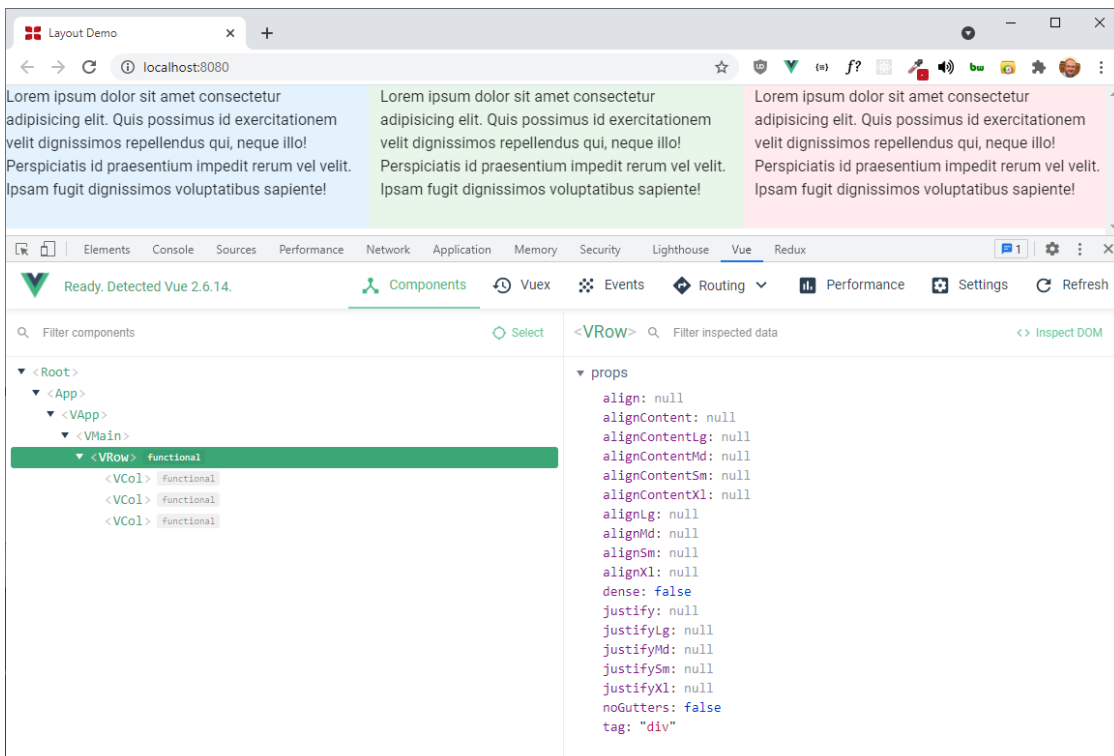 Layout Demo
localhost:8080
{=} f? bw
Lorem ipsum dolor sit amet consectetur
adipisicing elit. Quis possimus id exercitationem
velit dignissimos repellendus qui, neque illo!
Perspiciatis id praesentium impedit rerum vel velit.
Ipsam fugit dignissimos voluptatibus sapiente!
Lorem ipsum dolor sit amet consectetur
adipisicing elit. Quis possimus id exercitationem
velit dignissimos repellendus qui, neque illo!
Perspiciatis id praesentium impedit rerum vel velit.
Ipsam fugit dignissimos voluptatibus sapiente!
Lorem ipsum dolor sit amet consectetur
adipisicing elit. Quis possimus id exercitationem
velit dignissimos repellendus qui, neque illo!
Perspiciatis id praesentium impedit rerum vel velit.
Ipsam fugit dignissimos voluptatibus sapiente!
Elements Console Sources Performance Network Application Memory Security Lighthouse Vue Redux 1
Ready. Detected Vue 2.6.14. Components Vuex Events Routing Performance Settings Refresh
Filter components Select
<Root>
<App>
<VApp>
<VMain>
<VRow> functional
<VCol> functional
<VCol> functional
<VCol> functional
<VRow> Filter inspected data <> Inspect DOM
props
align: null
alignContent: null
alignContentLg: null
alignContentMd: null
alignContentSm: null
alignContentXl: null
alignLg: null
alignMd: null
alignSm: null
alignXl: null
dense: false
justify: null
justifyLg: null
justifyMd: null
justifySm: null
justifyXl: null
noGutters: false
tag: "div"